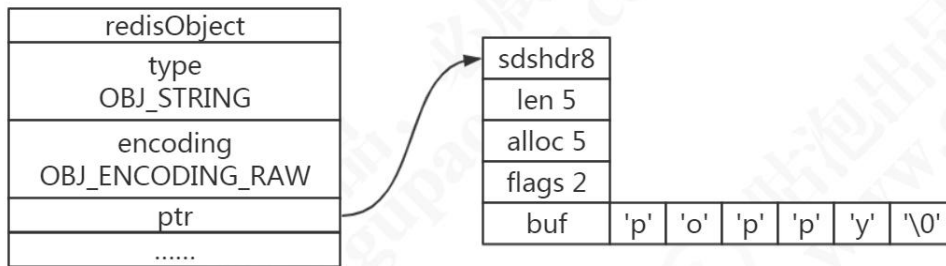 redisObject
type
OBJ_STRING
encoding
OBJ_ENCODING_RAW
ptr
......
sdshdr8
len 5
alloc 5
flags 2
buf 'p' 'o' 'p' 'p' 'y' '\0'